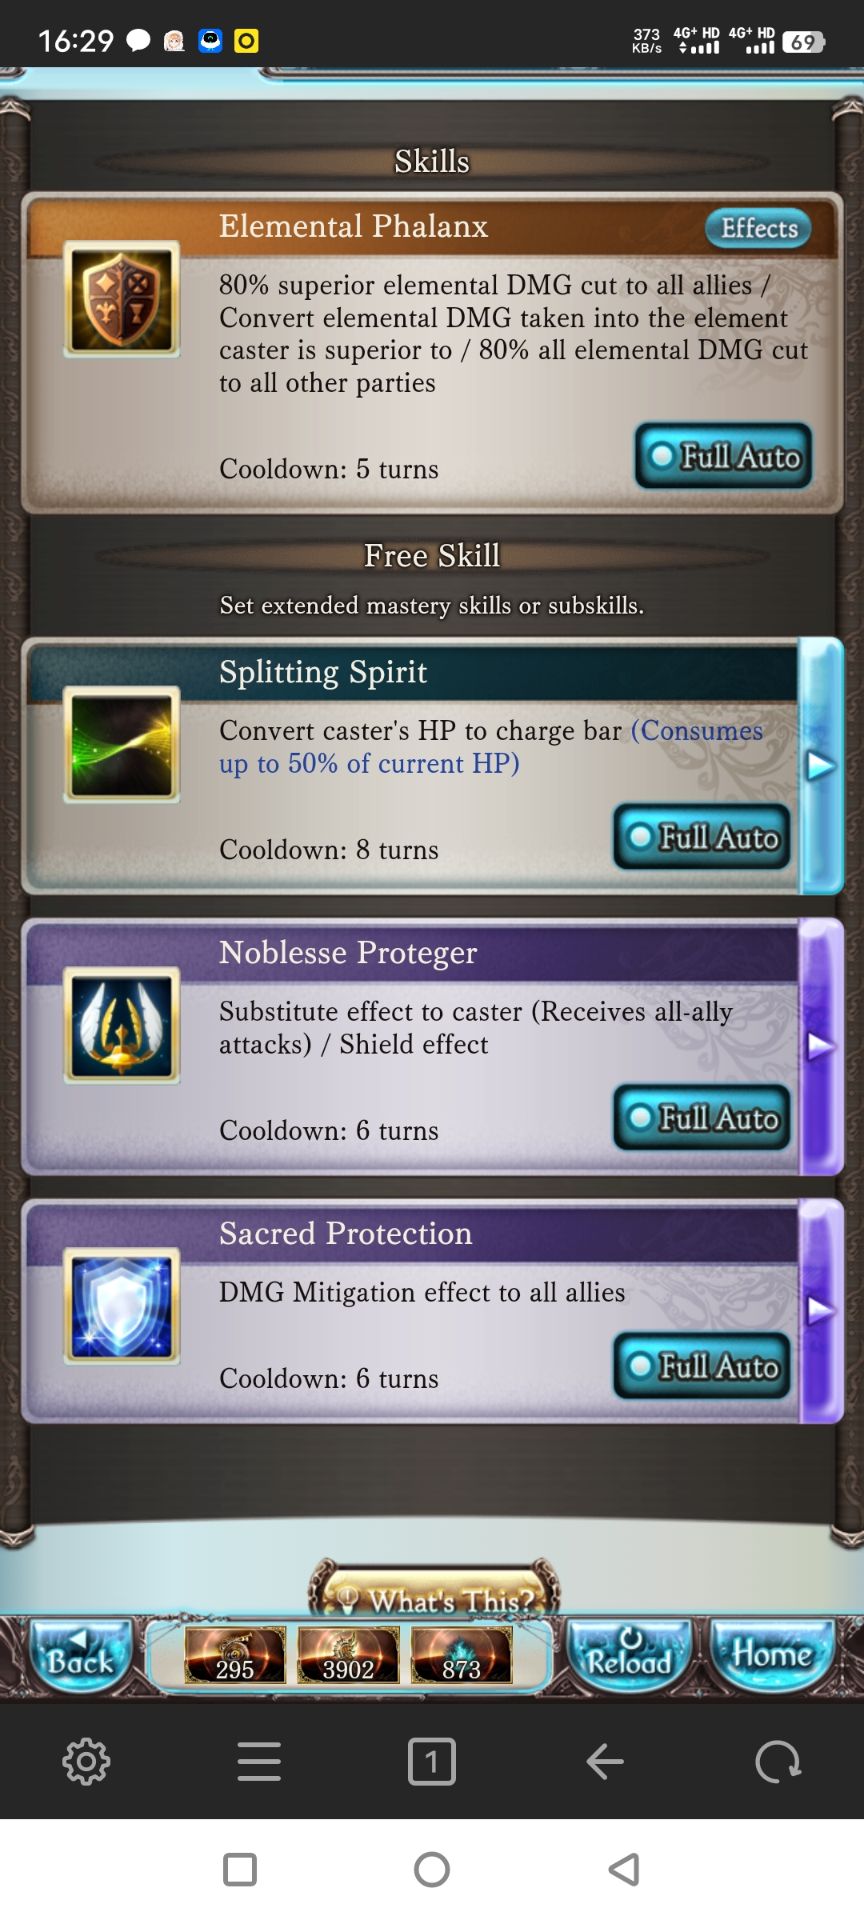 16:29
373
KB/s
4G+ HD
4G+ HD
69
Skills
Elemental Phalanx
Effects
80% superior elemental DMG cut to all allies /
Convert elemental DMG taken into the element
caster is superior to / 80% all elemental DMG cut
to all other parties
Cooldown: 5 turns
Full Auto
Free Skill
Set extended mastery skills or subskills.
Splitting Spirit
Convert caster's HP to charge bar (Consumes
up to 50% of current HP)
Cooldown: 8 turns
Full Auto
Noblesse Proteger
Substitute effect to caster (Receives all-ally
attacks) / Shield effect
Cooldown: 6 turns
Full Auto
Sacred Protection
DMG Mitigation effect to all allies
Cooldown: 6 turns
Full Auto
What's This?
Back
295
3902
873
Reload
Home
1